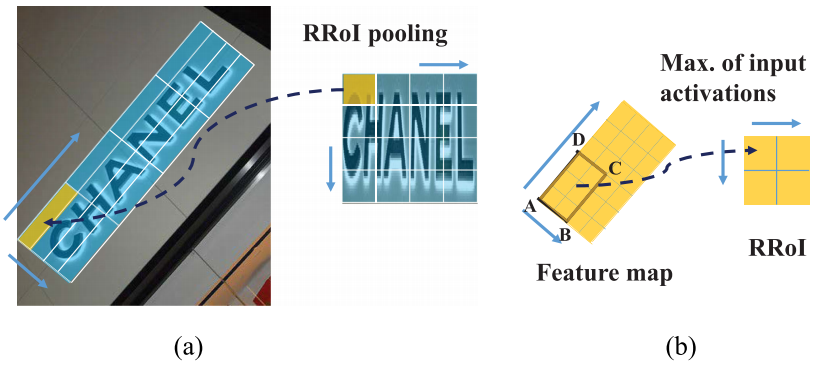 RRoI pooling
CHANEL
CHANEL
(a)
Max. of input
activations
D
C
A
B
Feature map
RRoI
(b)